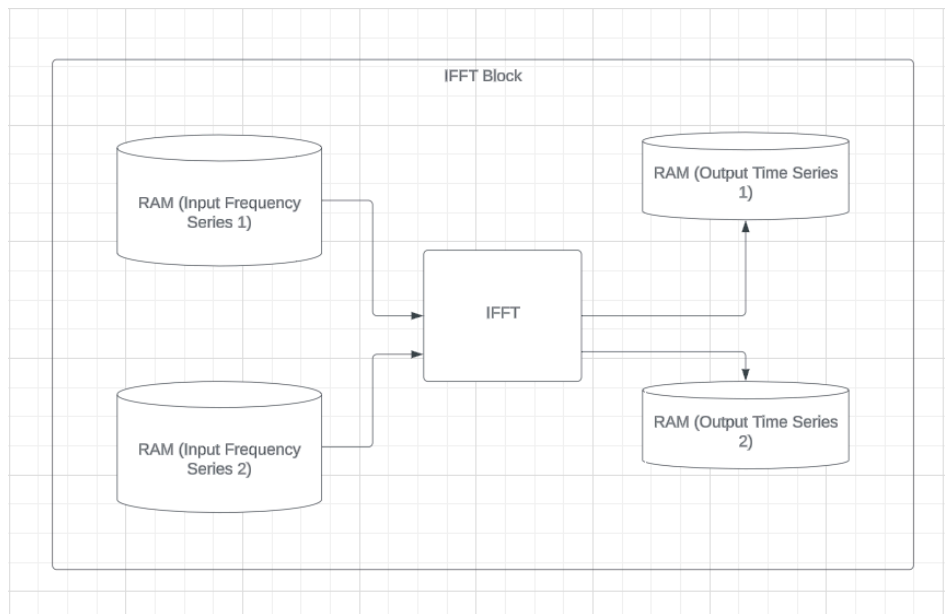 IFFT Block
RAM (Input Frequency
Series 1)
RAM (Output Time Series
1)
IFFT
RAM (Input Frequency
Series 2)
RAM (Output Time Series
2)